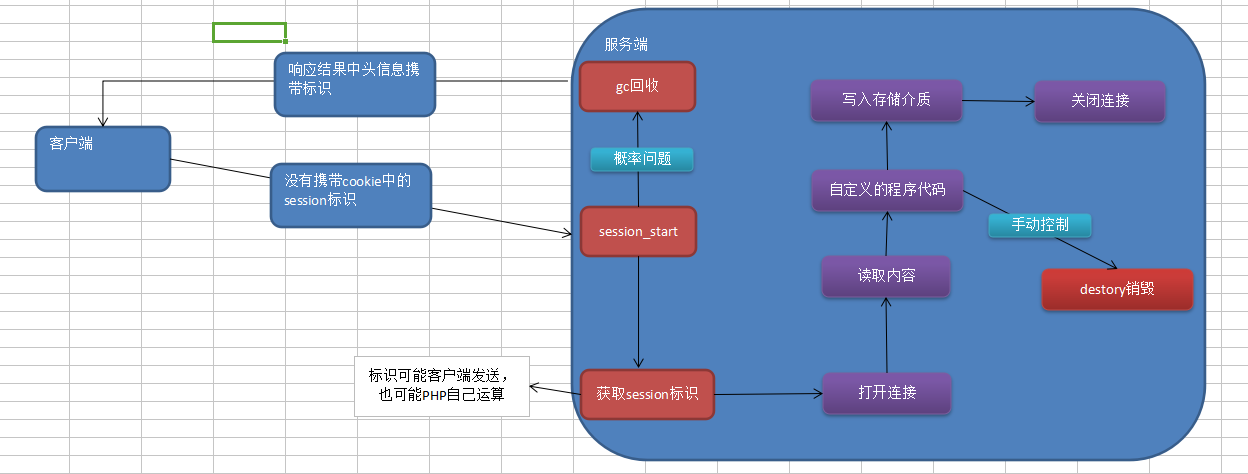 服务端
响应结果中头信息携
带标识
gc回收
写入存储介质
关闭连接
客户端
概率问题
没有携带cookie中的
session标识
自定义的程序代码
session_start
手动控制
读取内容
destory销毁
标识可能客户端发送，
也可能PHP自己运算
获取session标识
打开连接